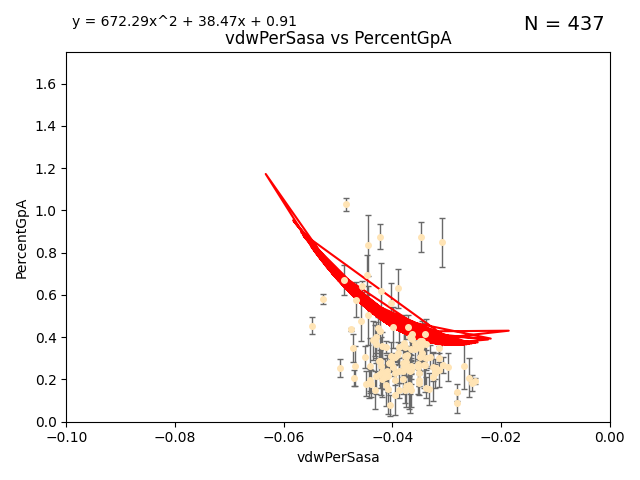 y = 672.29x^2 + 38.47x + 0.91
N = 437
vdwPerSasa vs PercentGpA
1.6
1.4
1.2
1.0
0.8
0.6
0.4
0.2
0.0
PercentGpA
−0.10 −0.08 −0.06 −0.04 −0.02 0.00
vdwPerSasa